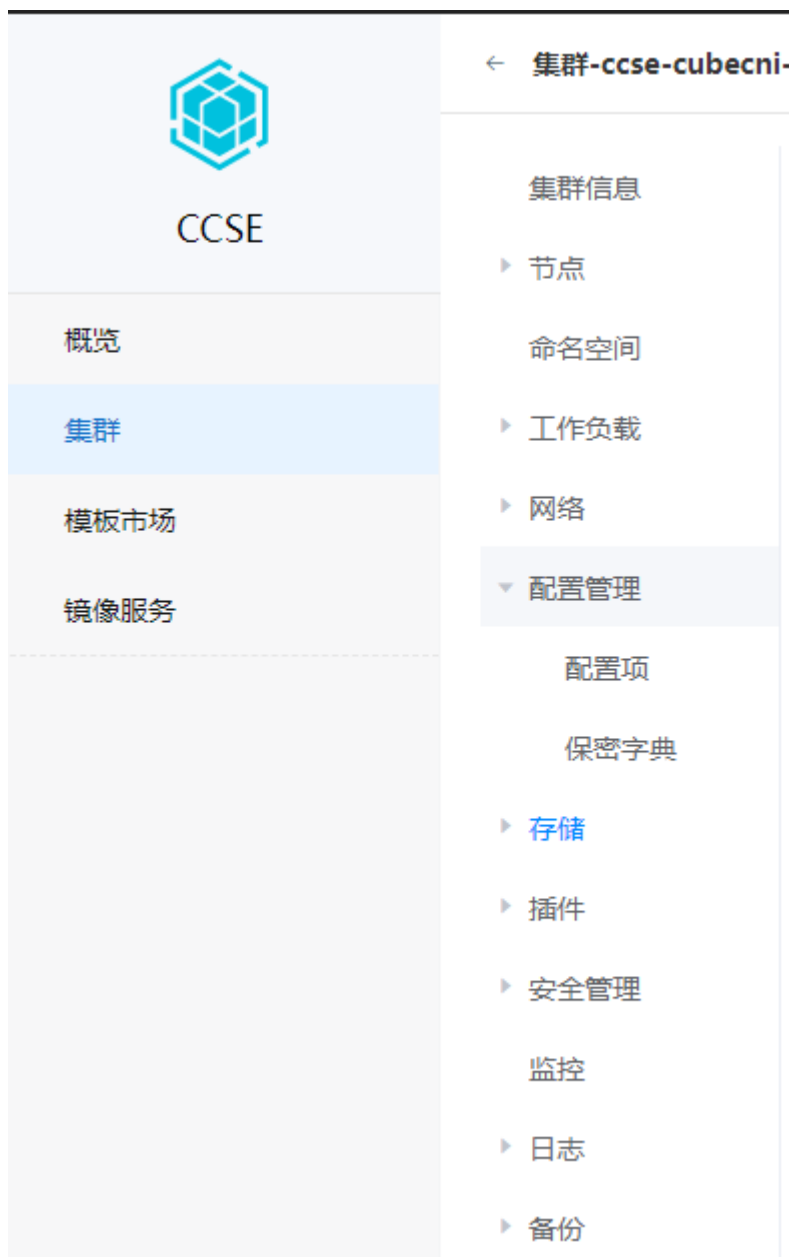 CCSE
概览
集群
模板市场
镜像服务
← 集群-ccse-cubecni-
集群信息
节点
命名空间
工作负载
网络
配置管理
配置项
保密字典
存储
插件
安全管理
监控
日志
备份